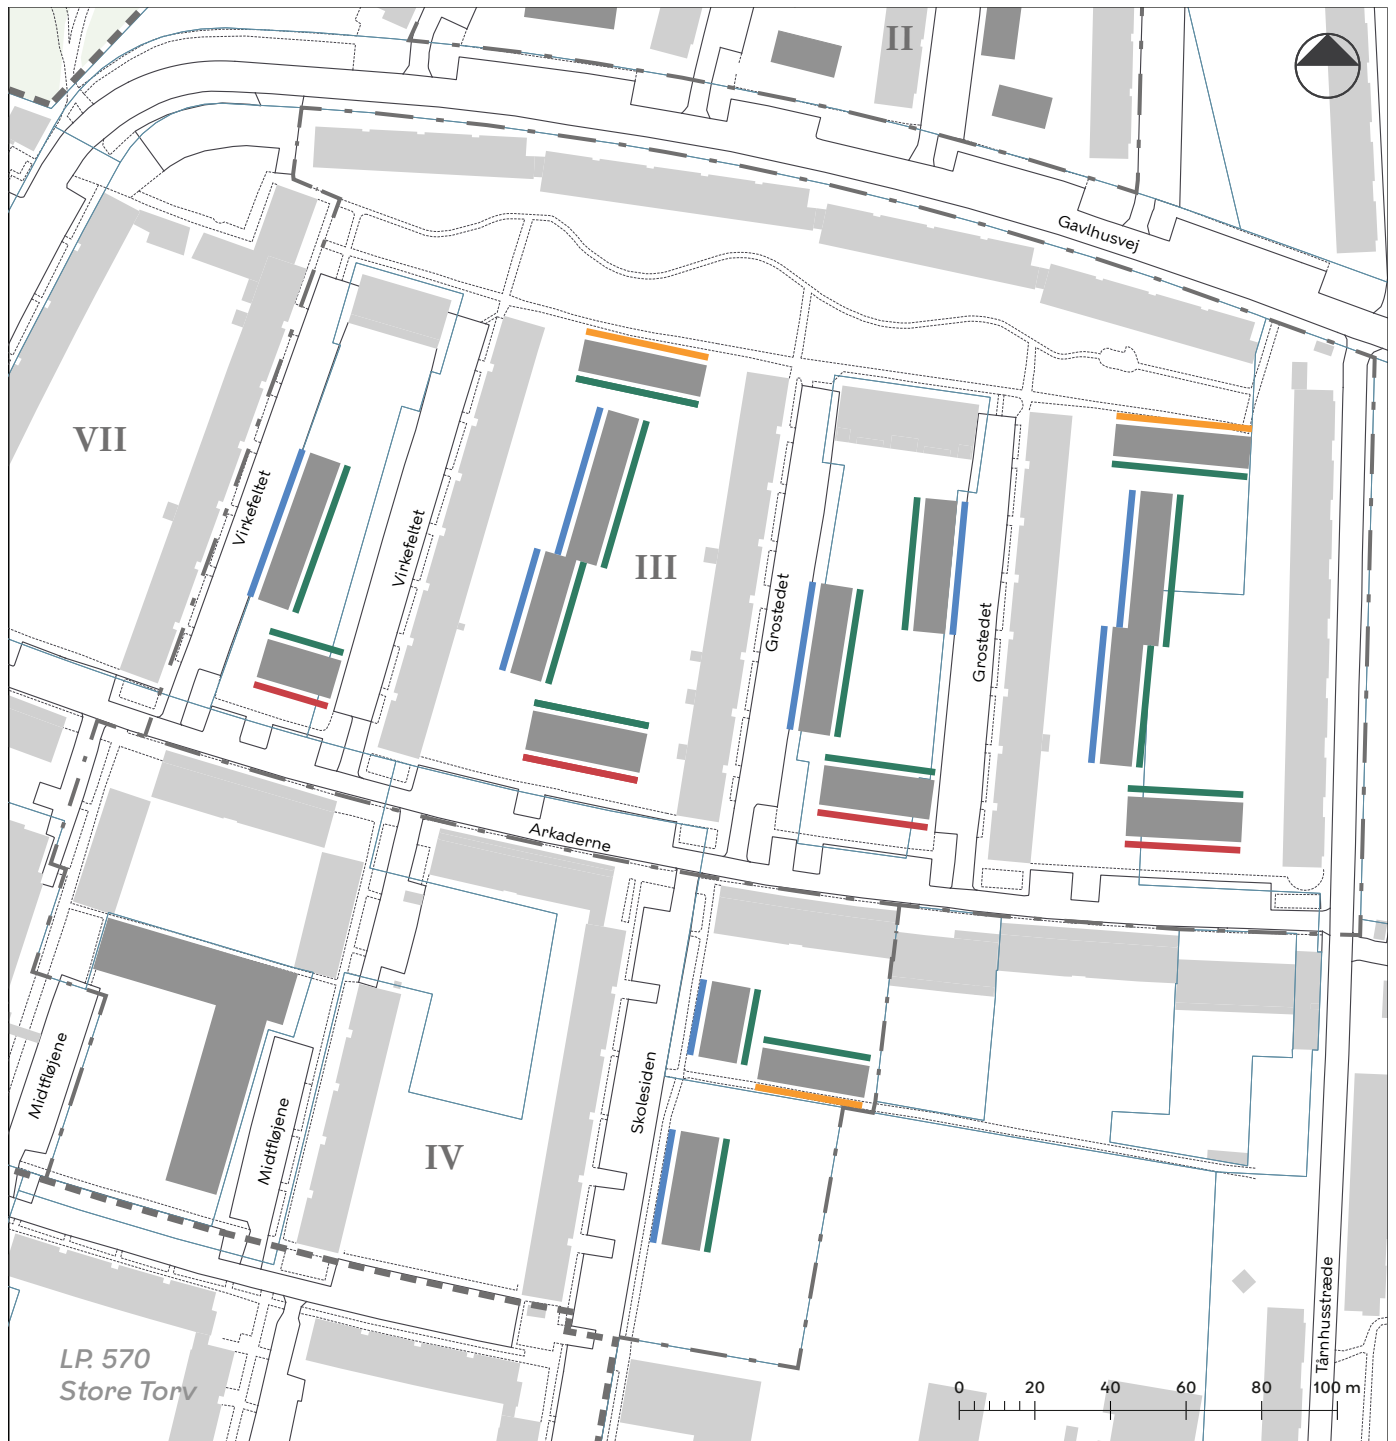 II
Gavlhusvej
VII
Virkefeltet
Virkefeltet
III
Grostedet
Grostedet
Arkaderne
Midtfløjene
Midtfløjene
Skolesiden
IV
Tårnhusstræde
LP. 570
Store Torv
0 20 40 60 80 100 m